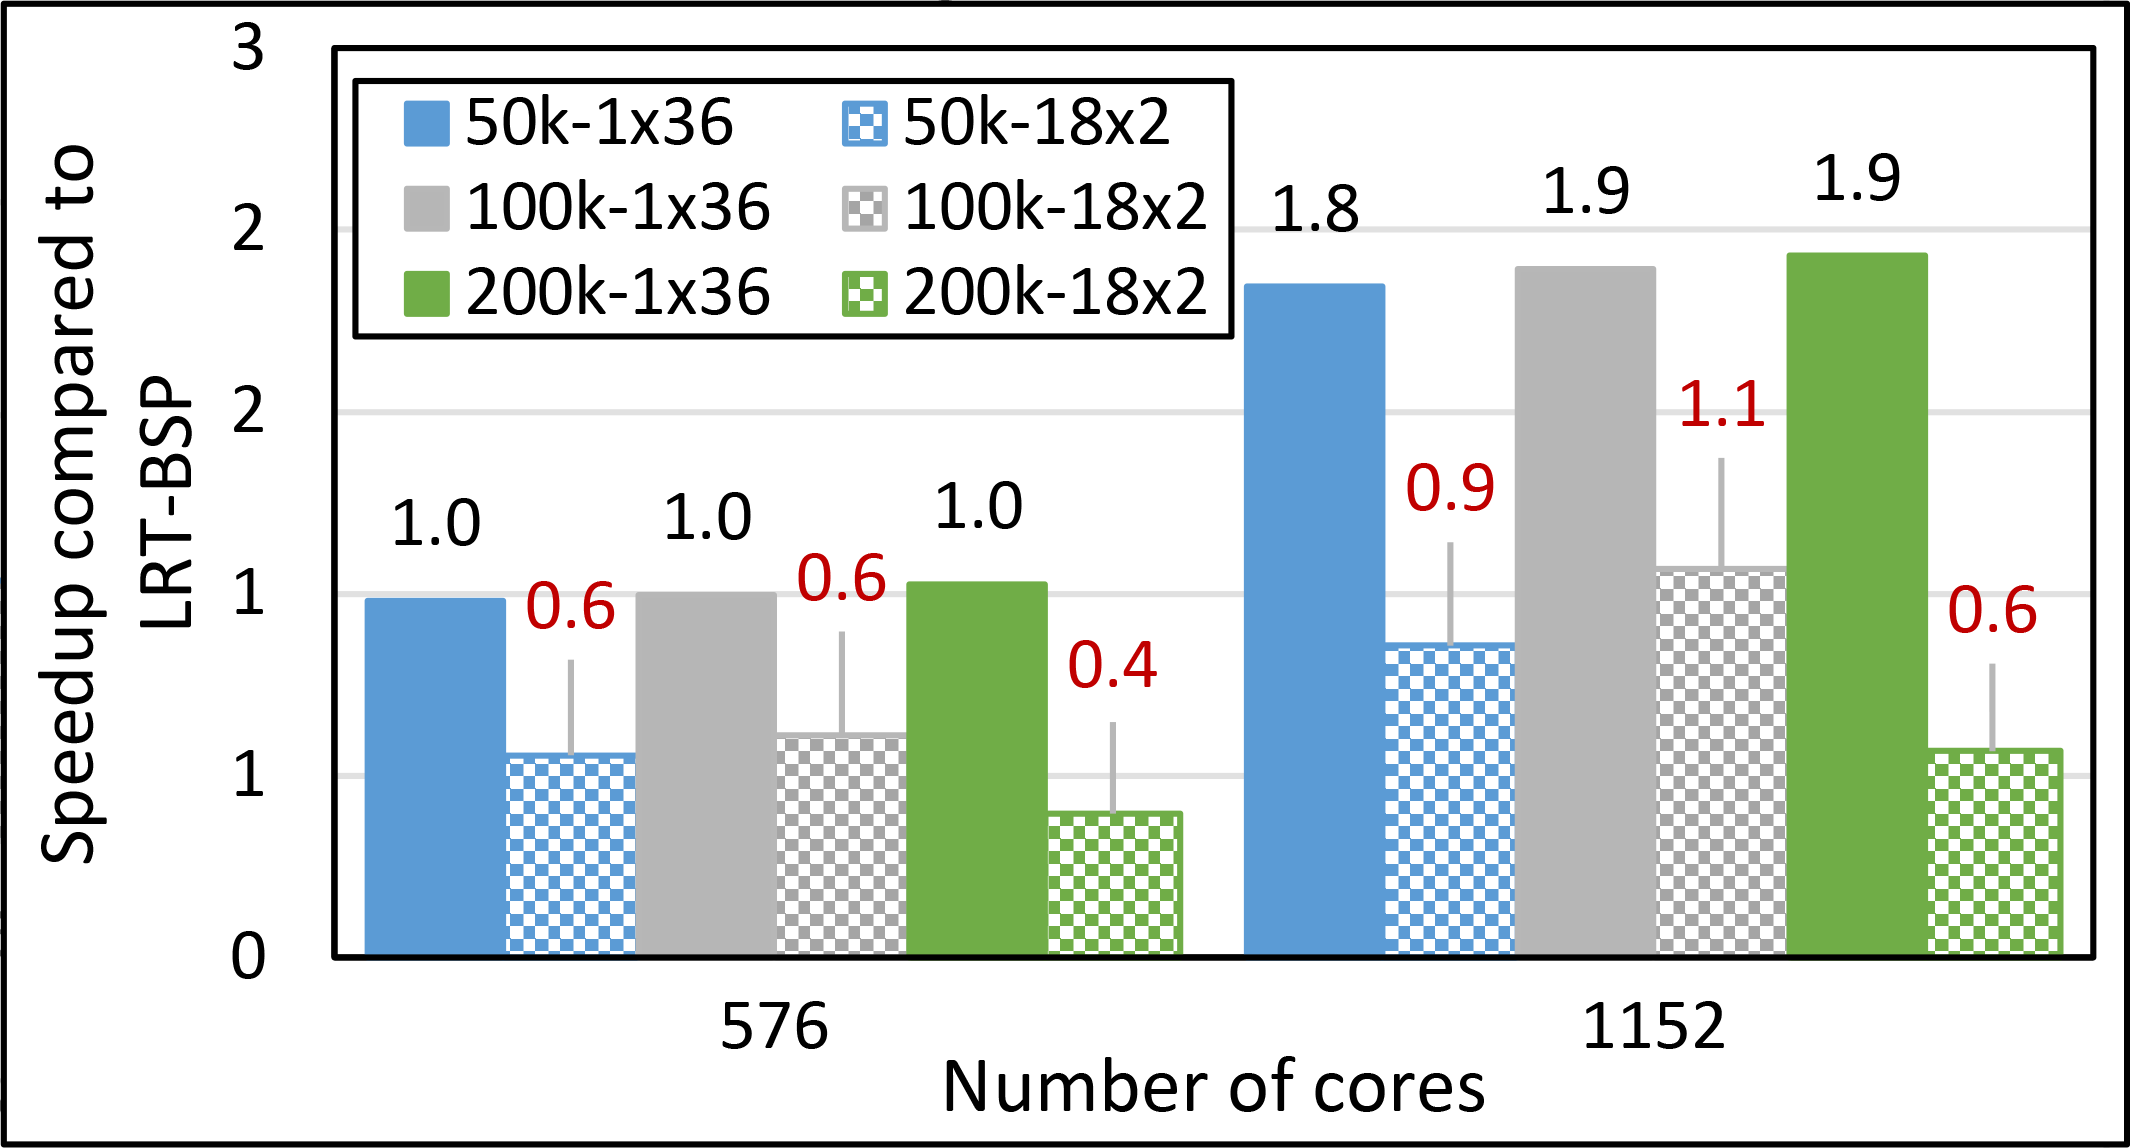 Speedup compared to
LRT-BSP
3
2
2
1
1
0
50k-1x36 50k-18x2
100k-1x36 100k-18x2
200k-1x36 200k-18x2
1.0 0.6 1.0 0.6 1.0 0.4
1.8 0.9 1.9 1.1 1.9 0.6
576 1152
Number of cores